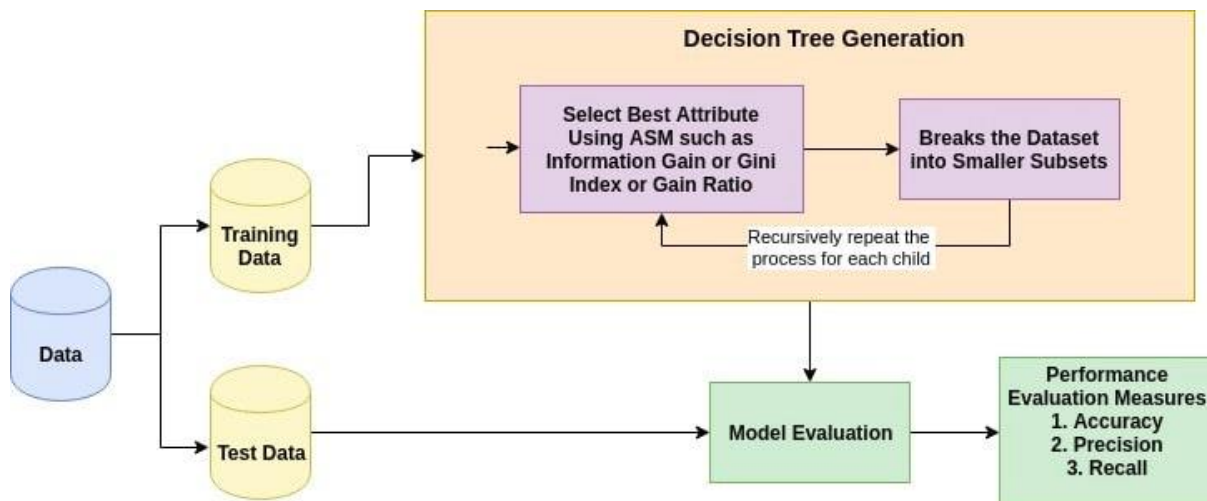 Decision Tree Generation
Select Best Attribute
Using ASM such as
Information Gain or Gini
Index or Gain Ratio
Breaks the Dataset
into Smaller Subsets
Recursively repeat the
process for each child
Training
Data
Data
Test Data
Model Evaluation
Performance
Evaluation Measures
1. Accuracy
2. Precision
3. Recall